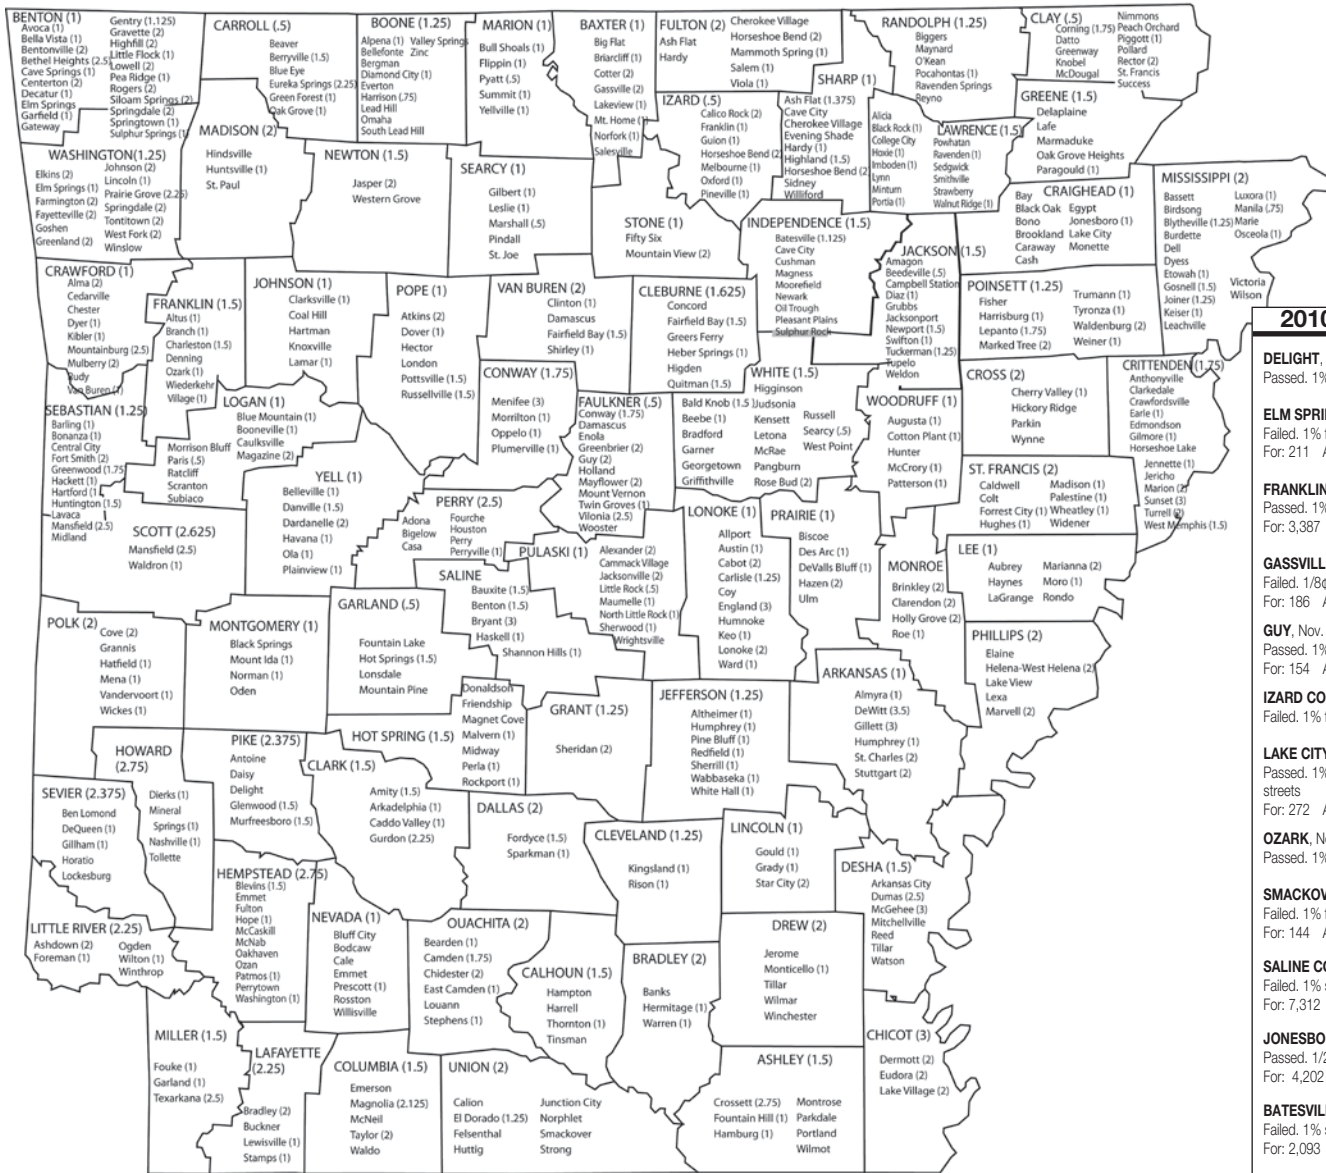 BENTON (1)
Avoca (1)
Bella Vista (1)
Bentonville (2)
Bethel Heights (2.5)
Cave Springs (1)
Centerton (2)
Decatur (1)
Elm Springs
Garfield (1)
Gateway
Gentry (1.125)
Gravette (2)
Highfill (2)
Little Flock (1)
Lowell (2)
Pea Ridge (1)
Rogers (2)
Siloam Springs (2)
Springdale (2)
Springtown (1)
Sulphur Springs (1)
CARROLL (.5)
Beaver
Berryville (1.5)
Blue Eye
Eureka Springs (2.25)
Green Forest (1)
Oak Grove (1)
BOONE (1.25)
Alpena (1) Valley Springs
Bellefonte Zinc
Bergman
Diamond City (1)
Everton
Harrison (.75)
Lead Hill
Omaha
South Lead Hill
MARION (1)
Bull Shoals (1)
Flippin (1)
Pyatt (.5)
Summit (1)
Yellville (1)
BAXTER (1)
Big Flat
Briarcliff (1)
Cotter (2)
Gassville (2)
Lakeview (1)
Mt. Home (1)
Norfork (1)
Salesville
FULTON (2)
Ash Flat
Hardy
Cherokee Village
Horseshoe Bend (2)
Mammoth Spring (1)
Salem (1)
Viola (1)
RANDOLPH (1.25)
Biggers
Maynard
O'Kean
Pocahontas (1)
Ravenden Springs
Reyno
CLAY (.5)
Corning (1.75)
Datto
Greenway
Knobel
McDougal
Nimmons
Peach Orchard
Piggott (1)
Pollard
Rector (2)
St. Francis
Success
SHARP (1)
Ash Flat (1.375)
Cave City
Cherokee Village
Evening Shade
Hardy (1)
Highland (1.5)
Horseshoe Bend (2)
Sidney
Williford
IZARD (.5)
Calico Rock (2)
Franklin (1)
Guion (1)
Horseshoe Bend (2)
Melbourne (1)
Oxford (1)
Pineville (1)
LAWRENCE (1.5)
Alicia
Black Rock (1)
College City
Hoxie (1)
Imboden (1)
Lynn
Minturn
Portia (1)
Powhatan
Ravenden (1)
Sedgwick
Smithville
Strawberry
Walnut Ridge (1)
GREENE (1.5)
Delaplaine
Lafe
Marmaduke
Oak Grove Heights
Paragould (1)
MADISON (2)
Hindsville
Huntsville (1)
St. Paul
WASHINGTON(1.25)
Elkins (2)
Elm Springs (1)
Farmington (2)
Fayetteville (2)
Goshen
Greenland (2)
Johnson (2)
Lincoln (1)
Prairie Grove (2.25)
Springdale (2)
Tontitown (2)
West Fork (2)
Winslow
NEWTON (1.5)
Jasper (2)
Western Grove
SEARCY (1)
Gilbert (1)
Leslie (1)
Marshall (.5)
Pindall
St. Joe
STONE (1)
Fifty Six
Mountain View (2)
INDEPENDENCE (1.5)
Batesville (1.125)
Cave City
Cushman
Magness
Moorefield
Newark
Oil Trough
Pleasant Plains
Sulphur Rock
JACKSON (1.5)
Amagon
Beedeville (.5)
Campbell Station
Diaz (1)
Grubbs
Jacksonport
Newport (1.5)
Swifton (1)
Tuckerman (1.25)
Tupelo
Weldon
CRAIGHEAD (1)
Bay
Black Oak
Bono
Brookland
Caraway
Cash
Egypt
Jonesboro (1)
Lake City
Monette
MISSISSIPPI (2)
Bassett
Birdsong
Blytheville (1.25)
Burdette
Dell
Dyess
Etowah (1)
Gosnell (1.5)
Joiner (1.25)
Keiser (1)
Leachville
Luxora (1)
Manila (.75)
Marie
Osceola (1)
Victoria
Wilson
CRAWFORD (1)
Alma (2)
Cedarville
Chester
Dyer (1)
Kibler (1)
Mountainburg (2.5)
Mulberry (2)
Rudy
Van Buren (1)
FRANKLIN (1.5)
Altus (1)
Branch (1)
Charleston (1.5)
Denning
Ozark (1)
Wiederkehr
Village (1)
JOHNSON (1)
Clarksville (1)
Coal Hill
Hartman
Knoxville
Lamar (1)
POPE (1)
Atkins (2)
Dover (1)
Hector
London
Pottsville (1.5)
Russellville (1.5)
VAN BUREN (2)
Clinton (1)
Damascus
Fairfield Bay (1.5)
Shirley (1)
CLEBURNE (1.625)
Concord
Fairfield Bay (1.5)
Greers Ferry
Heber Springs (1)
Higden
Quitman (1.5)
POINSETT (1.25)
Fisher
Harrisburg (1)
Lepanto (1.75)
Marked Tree (2)
Trumann (1)
Tyronza (1)
Waldenburg (2)
Weiner (1)
SEBASTIAN (1.25)
Barling (1)
Bonanza (1)
Central City
Fort Smith (2)
Greenwood (1.75)
Hackett (1)
Hartford (1)
Huntington (1.5)
Lavaca
Mansfield (2.5)
Midland
LOGAN (1)
Blue Mountain (1)
Booneville (1)
Caulksville
Magazine (2)
Morrison Bluff
Paris (.5)
Ratcliff
Scranton
Subiaco
CONWAY (1.75)
Menifee (3)
Morrilton (1)
Oppelo (1)
Plumerville (1)
FAULKNER (.5)
Conway (1.75)
Damascus
Enola
Greenbrier (2)
Guy (2)
Holland
Mayflower (2)
Mount Vernon
Twin Groves (1)
Vilonia (2.5)
Wooster
WHITE (1.5)
Bald Knob (1.5)
Beebe (1)
Bradford
Garner
Georgetown
Griffithville
Higginson
Judsonia
Kensett
Letona
McRae
Pangburn
Rose Bud (2)
Russell
Searcy (.5)
West Point
WOODRUFF (1)
Augusta (1)
Cotton Plant (1)
Hunter
McCrory (1)
Patterson (1)
CROSS (2)
Cherry Valley (1)
Hickory Ridge
Parkin
Wynne
CRITTENDEN (1.75)
Anthonyville
Clarkedale
Crawfordsville
Earle (1)
Edmondson
Gilmore (1)
Horseshoe Lake
Jennette (1)
Jericho
Marion (2)
Sunset (3)
Turrell (2)
West Memphis (1.5)
ST. FRANCIS (2)
Caldwell
Colt
Forrest City (1)
Hughes (1)
Madison (1)
Palestine (1)
Wheatley (1)
Widener
SCOTT (2.625)
Mansfield (2.5)
Waldron (1)
YELL (1)
Belleville (1)
Danville (1.5)
Dardanelle (2)
Havana (1)
Ola (1)
Plainview (1)
PERRY (2.5)
Adona
Bigelow
Casa
Fourche
Houston
Perry
Perryville (1)
PULASKI (1)
Alexander (2)
Cammack Village
Jacksonville (2)
Little Rock (.5)
Maumelle (1)
North Little Rock (1)
Sherwood (1)
Wrightsville
LONOKE (1)
Allport
Austin (1)
Cabot (2)
Carlisle (1.25)
Coy
England (3)
Humnoke
Keo (1)
Lonoke (2)
Ward (1)
PRAIRIE (1)
Biscoe
Des Arc (1)
DeValls Bluff (1)
Hazen (2)
Ulm
MONROE
Brinkley (2)
Clarendon (2)
Holly Grove (2)
Roe (1)
LEE (1)
Aubrey
Haynes
LaGrange
Marianna (2)
Moro (1)
Rondo
PHILLIPS (2)
Elaine
Helena-West Helena (2)
Lake View
Lexa
Marvell (2)
SALINE
Bauxite (1.5)
Benton (1.5)
Bryant (3)
Haskell (1)
Shannon Hills (1)
GARLAND (.5)
Fountain Lake
Hot Springs (1.5)
Lonsdale
Mountain Pine
POLK (2)
Cove (2)
Grannis
Hatfield (1)
Mena (1)
Vandervoort (1)
Wickes (1)
MONTGOMERY (1)
Black Springs
Mount Ida (1)
Norman (1)
Oden
HOT SPRING (1.5)
Donaldson
Friendship
Magnet Cove
Malvern (1)
Midway
Perla (1)
Rockport (1)
GRANT (1.25)
Sheridan (2)
JEFFERSON (1.25)
Altheimer (1)
Humphrey (1)
Pine Bluff (1)
Redfield (1)
Sherrill (1)
Wabbaseka (1)
White Hall (1)
ARKANSAS (1)
Almyra (1)
DeWitt (3.5)
Gillett (3)
Humphrey (1)
St. Charles (2)
Stuttgart (2)
HOWARD
(2.75)
Dierks (1)
Mineral
Springs (1)
Nashville (1)
Tollette
PIKE (2.375)
Antoine
Daisy
Delight
Glenwood (1.5)
Murfreesboro (1.5)
CLARK (1.5)
Amity (1.5)
Arkadelphia (1)
Caddo Valley (1)
Gurdon (2.25)
DALLAS (2)
Fordyce (1.5)
Sparkman (1)
CLEVELAND (1.25)
Kingsland (1)
Rison (1)
LINCOLN (1)
Gould (1)
Grady (1)
Star City (2)
DESHA (1.5)
Arkansas City
Dumas (2.5)
McGehee (3)
Mitchellville
Reed
Tillar
Watson
SEVIER (2.375)
Ben Lomond
DeQueen (1)
Gillham (1)
Horatio
Lockesburg
LITTLE RIVER (2.25)
Ashdown (2)
Foreman (1)
Ogden
Wilton (1)
Winthrop
HEMPSTEAD (2.75)
Blevins (1.5)
Emmet
Fulton
Hope (1)
McCaskill
McNab
Oakhaven
Ozan
Patmos (1)
Perrytown
Washington (1)
NEVADA (1)
Bluff City
Bodcaw
Cale
Emmet
Prescott (1)
Rosston
Willisville
OUACHITA (2)
Bearden (1)
Camden (1.75)
Chidester (2)
East Camden (1)
Louann
Stephens (1)
CALHOUN (1.5)
Hampton
Harrell
Thornton (1)
Tinsman
BRADLEY (2)
Banks
Hermitage (1)
Warren (1)
DREW (2)
Jerome
Monticello (1)
Tillar
Wilmar
Winchester
CHICOT (3)
Dermott (2)
Eudora (2)
Lake Village (2)
MILLER (1.5)
Fouke (1)
Garland (1)
Texarkana (2.5)
LAFAYETTE
(2.25)
Bradley (2)
Buckner
Lewisville (1)
Stamps (1)
COLUMBIA (1.5)
Emerson
Magnolia (2.125)
McNeil
Taylor (2)
Waldo
UNION (2)
Calion
El Dorado (1.25)
Felsenthal
Huttig
Junction City
Norphlet
Smackover
Strong
ASHLEY (1.5)
Crossett (2.75)
Fountain Hill (1)
Hamburg (1)
Montrose
Parkdale
Portland
Wilmot
2010
DELIGHT,
Passed. 1%
ELM SPRI
Failed. 1%
For: 211 A
FRANKLIN
Passed. 1%
For: 3,387
GASSVILL
Failed. 1/8¢
For: 186 A
GUY, Nov.
Passed. 1%
For: 154 A
IZARD CO
Failed. 1%
LAKE CITY
Passed. 1%
streets
For: 272 A
OZARK, N
Passed. 1%
SMACKOV
Failed. 1%
For: 144 A
SALINE CO
Failed. 1% s
For: 7,312
JONESBO
Passed. 1/2
For: 4,202
BATESVILL
Failed. 1% s
For: 2,093